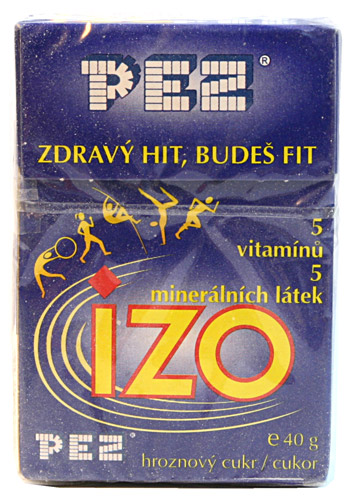 PEZ®
ZDRAVÝ HIT, BUDEŠ FIT
5
vitamínů
5
minerálních látek
iZO
PEZ
e 40 g
hroznový cukr / cukor